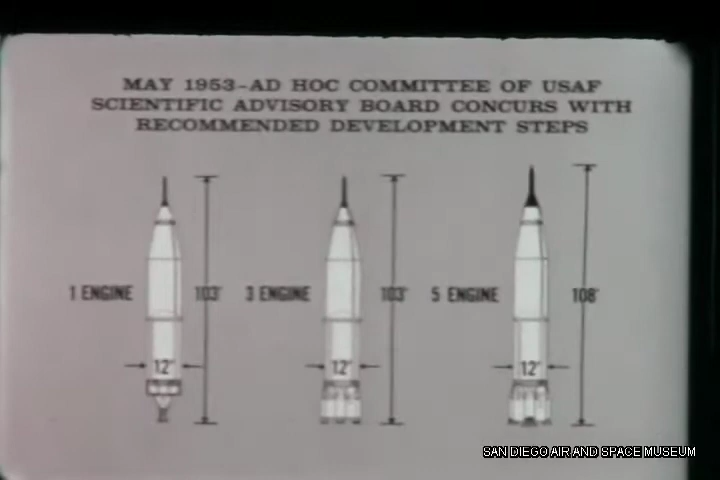 MAY 1953-AD HOC COMMITTEE OF USAF
SCIENTIFIC ADVISORY BOARD CONCURS WITH
RECOMMENDED DEVELOPMENT STEPS
1 ENGINE
103'
3 ENGINE
103'
5 ENGINE
108'
12'
12'
12'
SAN DIEGO AIR AND SPACE MUSEUM